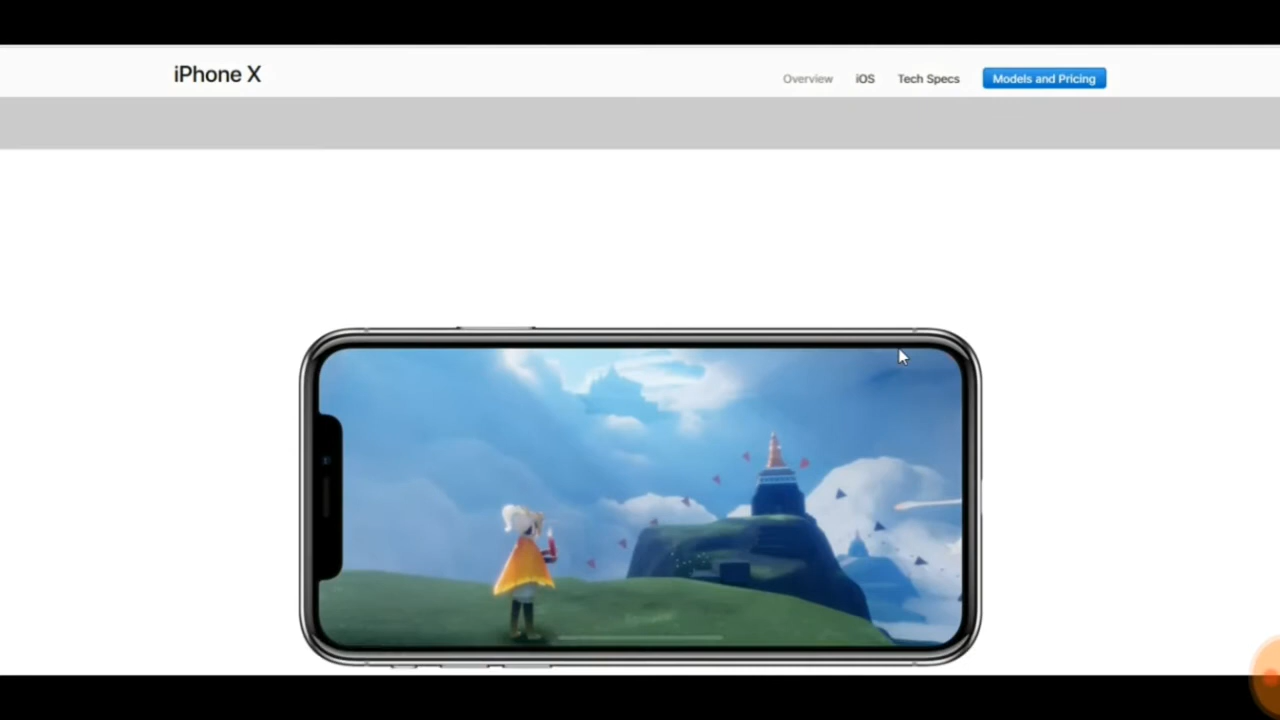 iPhone X
Overview
iOS
Tech Specs
Models and Pricing